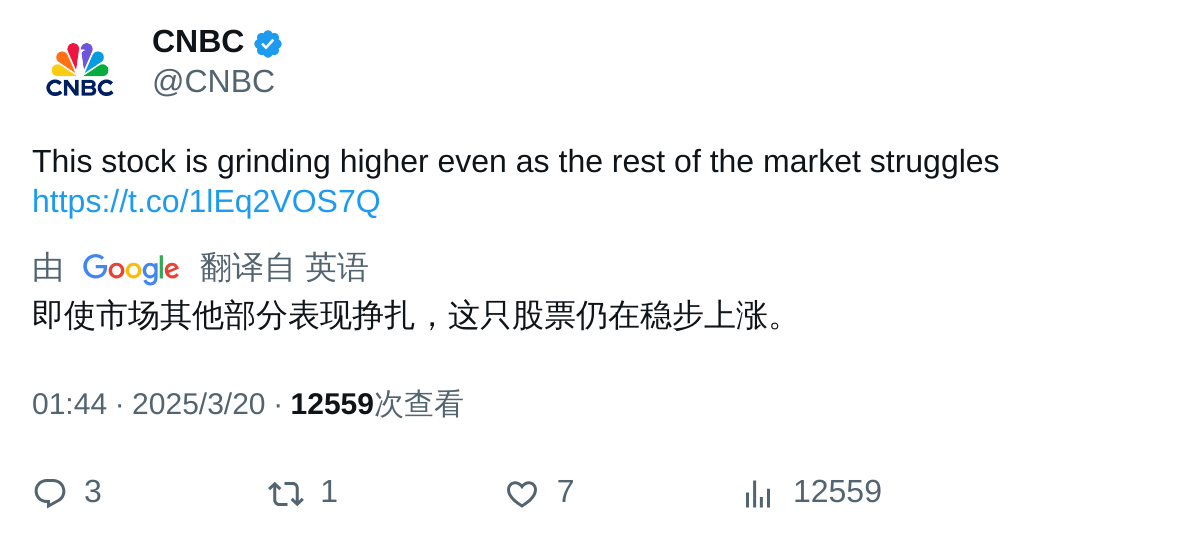 CNBC
CNBC
@CNBC
This stock is grinding higher even as the rest of the market struggles
https://t.co/1lEq2VOS7Q
由 Google 翻译自 英语
即使市场其他部分表现挣扎，这只股票仍在稳步上涨。
01:44 · 2025/3/20 · 12559次查看
3 1 7 12559